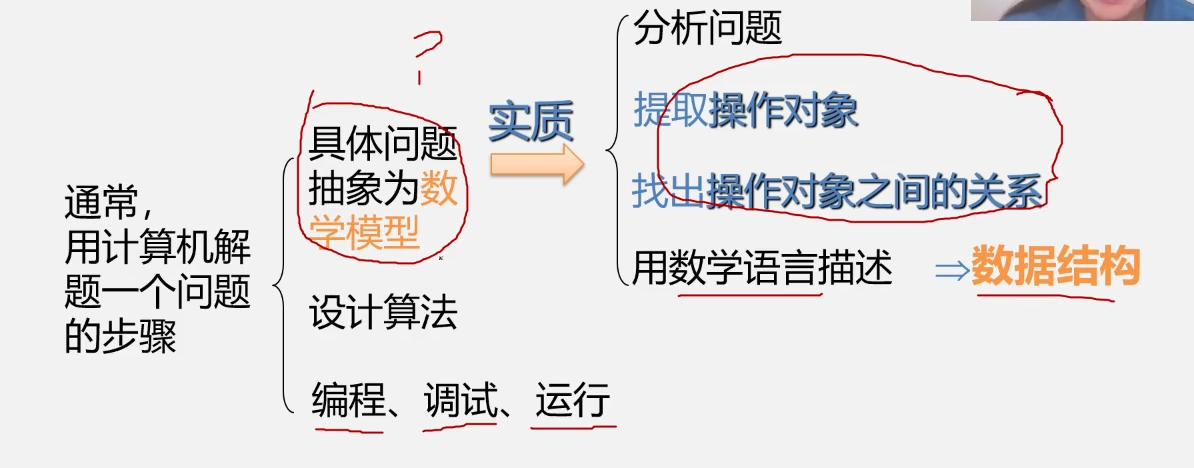 通常，
用计算机解
题一个问题
的步骤
具体问题
抽象为数
学模型
设计算法
编程、调试、运行
?
实质
分析问题
提取操作对象
找出操作对象之间的关系
用数学语言描述 ⇒数据结构